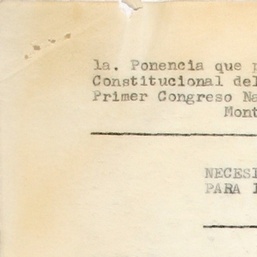 la. Ponencia que p
Constitucional del
Primer Congreso Na
Mont
NECESI
PARA